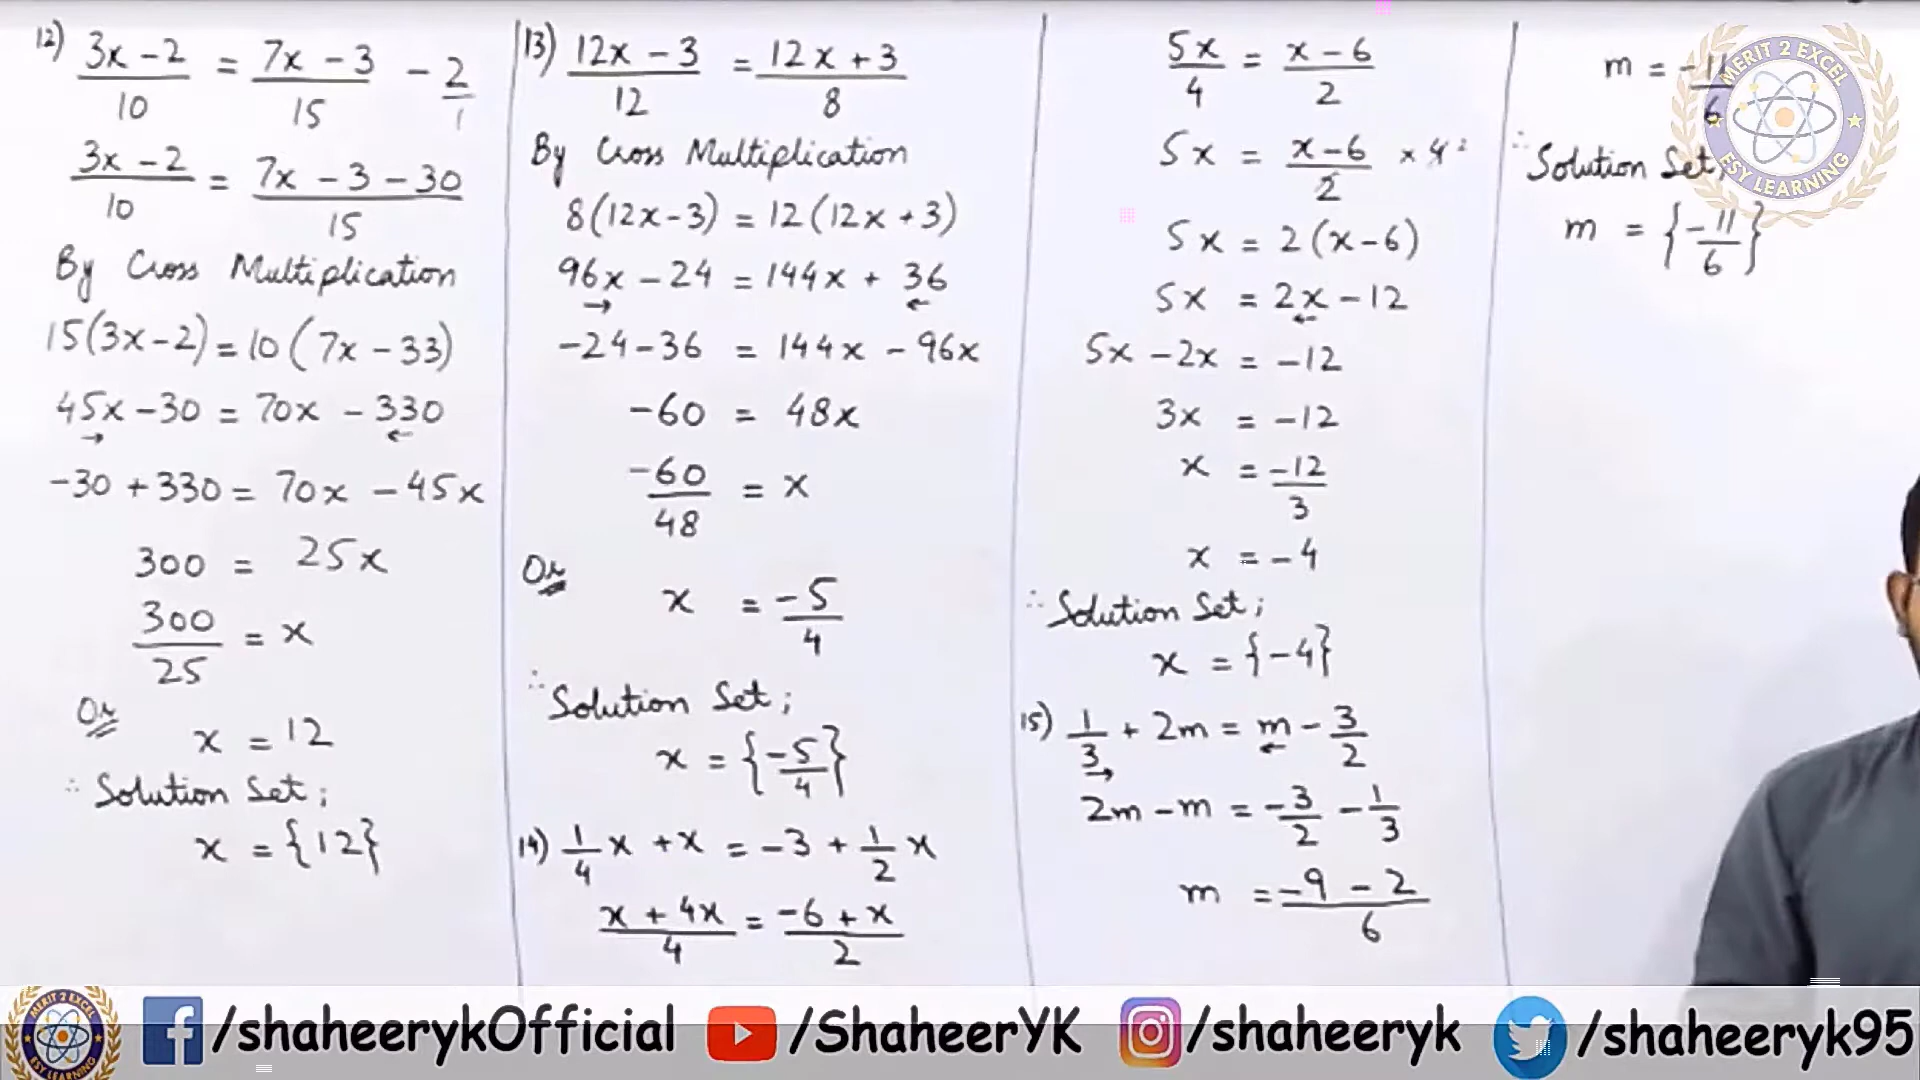 12) (3x - 2)/10 = (7x - 3)/15 - 2/1
(3x - 2)/10 = (7x - 3 - 30)/15
By Cross Multiplication
15(3x - 2) = 10(7x - 33)
45x - 30 = 70x - 330
-30 + 330 = 70x - 45x
300 = 25x
300/25 = x
Or
x = 12
∴ Solution Set;
x = {12}
13) (12x - 3)/12 = (12x + 3)/8
By Cross Multiplication
8(12x - 3) = 12(12x + 3)
96x - 24 = 144x + 36
-24 - 36 = 144x - 96x
-60 = 48x
-60/48 = x
Or
x = -5/4
∴ Solution Set;
x = {-5/4}
14) 1/4 x + x = -3 + 1/2 x
(x + 4x)/4 = (-6 + x)/2
5x/4 = (x - 6)/2
5x = (x - 6)/2 × 4 2
5x = 2(x - 6)
5x = 2x - 12
5x - 2x = -12
3x = -12
x = -12/3
x = -4
∴ Solution Set;
x = {-4}
15) 1/3 + 2m = m - 3/2
2m - m = -3/2 - 1/3
m = (-9 - 2)/6
m = -11/6
∴ Solution Set;
m = {-11/6}
MERIT 2 EXCEL
ESY LEARNING
MERIT 2 EXCEL
ESY LEARNING
/shaheerykOfficial
/ShaheerYK
/shaheeryk
/shaheeryk95